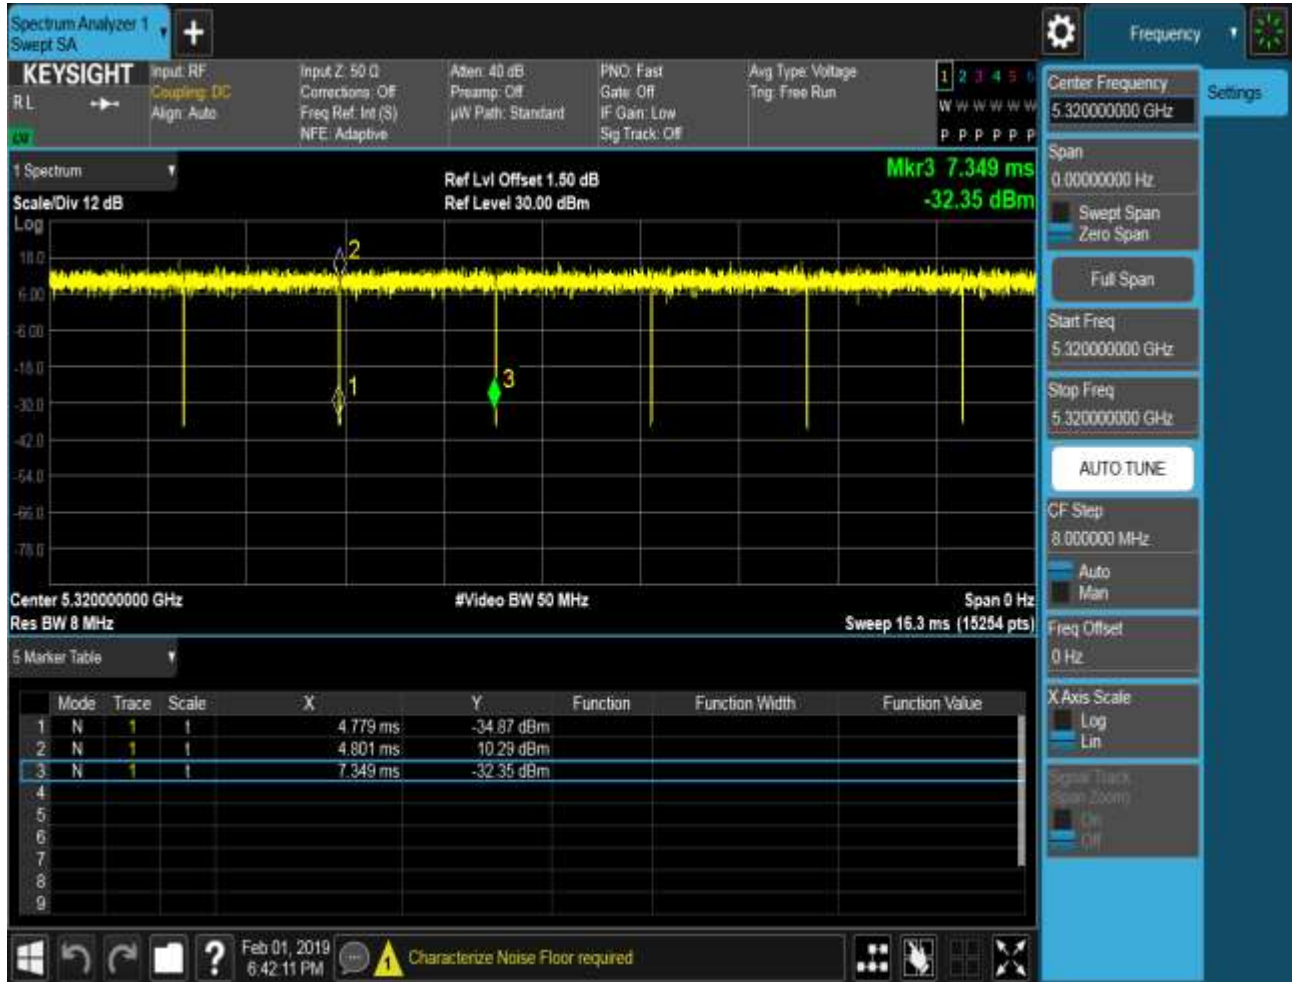 Spectrum Analyzer 1
Swept SA
Frequency
KEYSIGHT
RL
Input: RF
Coupling: DC
Align: Auto
Input Z: 50 Ω
Corrections: Off
Freq Ref: Int (S)
NFE: Adaptive
Atten: 40 dB
Preamp: Off
µW Path: Standard
PNO: Fast
Gate: Off
IF Gain: Low
Sig Track: Off
Avg Type: Voltage
Trig: Free Run
1 2 3 4 5 6
W W W W W W
P P P P P P
1 Spectrum
Scale/Div 12 dB
Ref Lvl Offset 1.50 dB
Ref Level 30.00 dBm
Mkr3 7.349 ms
-32.35 dBm
Log
18.0
6.00
-6.00
-18.0
-30.0
-42.0
-54.0
-66.0
-78.0
2
1
3
Center 5.320000000 GHz
#Video BW 50 MHz
Span 0 Hz
Res BW 8 MHz
Sweep 16.3 ms (15254 pts)
5 Marker Table
Mode Trace Scale X Y Function Function Width Function Value
1 N 1 t 4.779 ms -34.87 dBm
2 N 1 t 4.801 ms 10.29 dBm
3 N 1 t 7.349 ms -32.35 dBm
4
5
6
7
8
9
Feb 01, 2019
6:42:11 PM
?
1
Characterize Noise Floor required
Center Frequency
5.320000000 GHz
Settings
Span
0.00000000 Hz
Swept Span
Zero Span
Full Span
Start Freq
5.320000000 GHz
Stop Freq
5.320000000 GHz
AUTO TUNE
CF Step
8.000000 MHz
Auto
Man
Freq Offset
0 Hz
X Axis Scale
Log
Lin
Signal Track
(Span Zoom)
On
Off